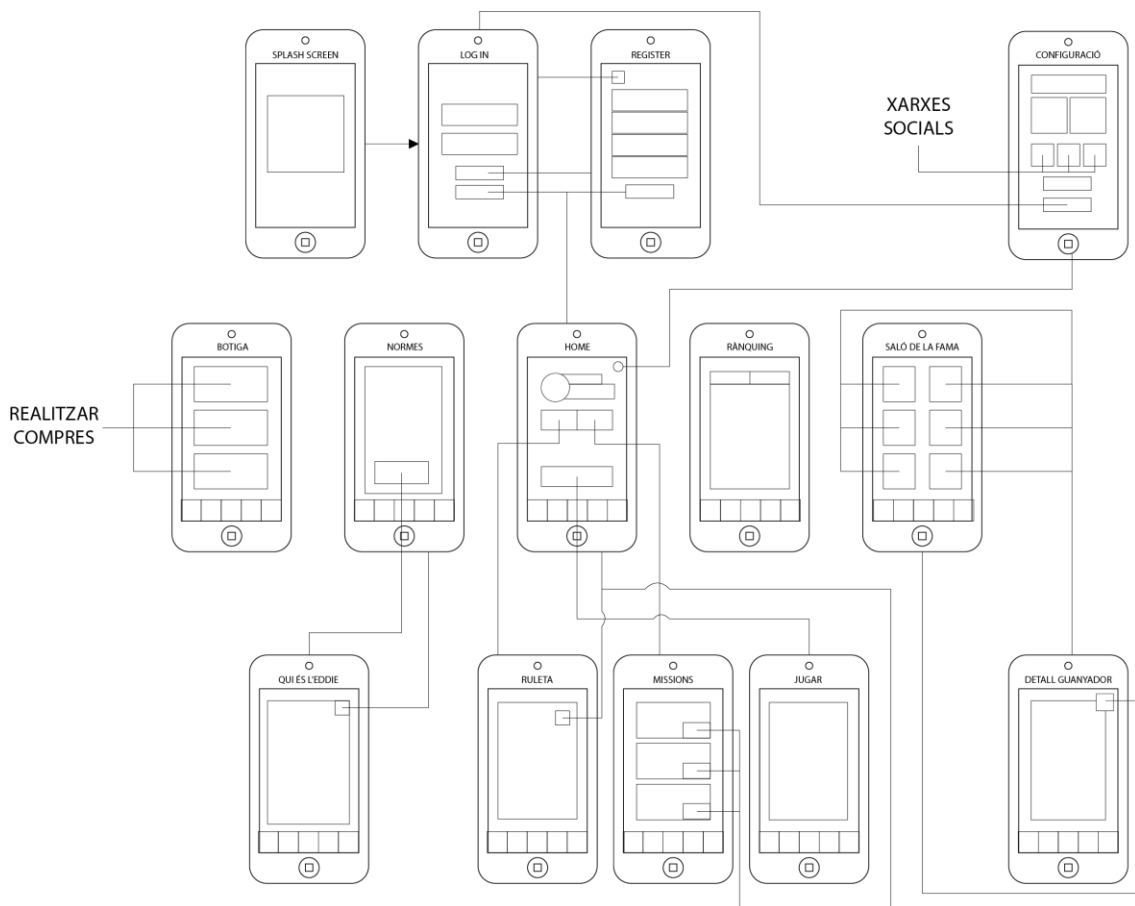 SPLASH SCREEN
LOG IN
REGISTER
CONFIGURACIÓ
XARXES
SOCIALS
BOTIGA
NORMES
HOME
RÀNQUING
SALÓ DE LA FAMA
REALITZAR
COMPRES
QUI ÉS L'EDDIE
RULETA
MISSIONS
JUGAR
DETALL GUANYADOR